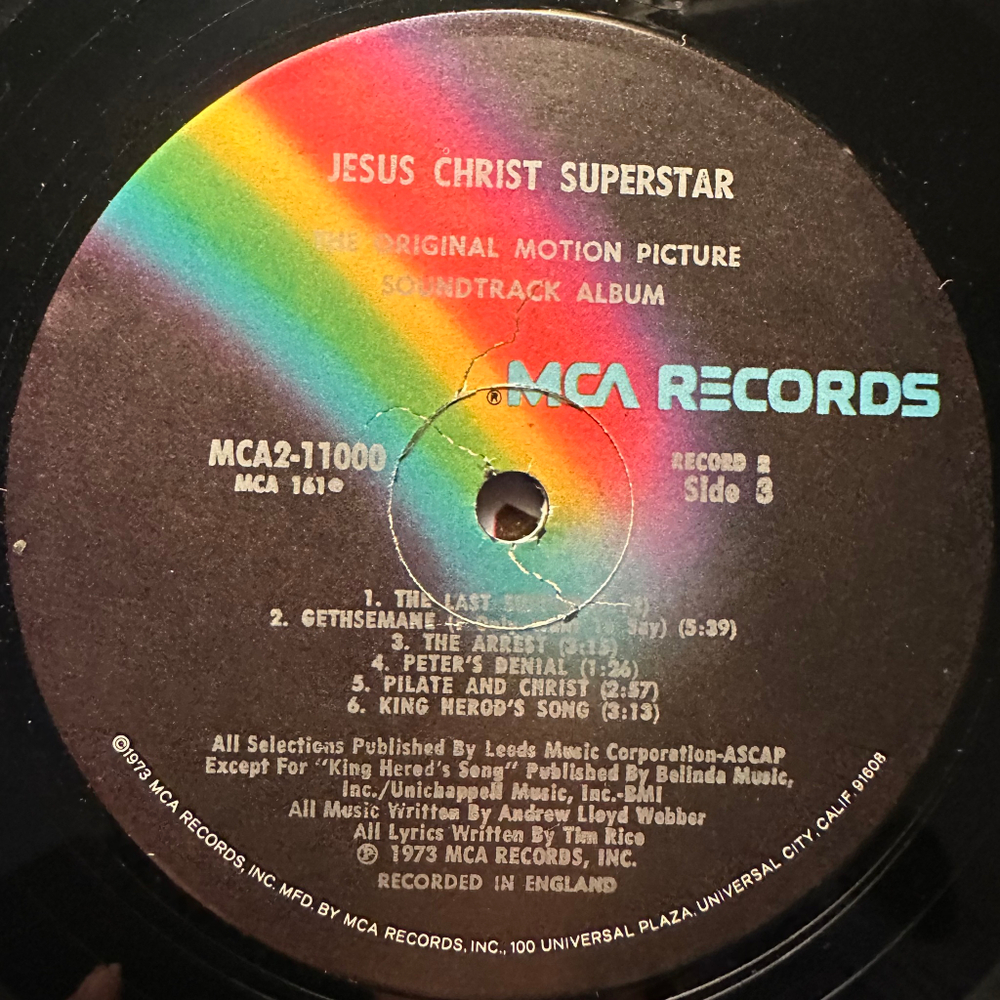 JESUS CHRIST SUPERSTAR
THE ORIGINAL MOTION PICTURE
SOUNDTRACK ALBUM
® MCA RECORDS
MCA2-11000
MCA 161
RECORD 2
Side 3
1. THE LAST
2. GETHSEMANE (5:39)
3. THE ARREST
4. PETER'S DENIAL (1:26)
5. PILATE AND CHRIST (2:57)
6. KING HEROD'S SONG (3:13)
All Selections Published By Leeds Music Corporation-ASCAP
Except For "King Herod's Song" Published By Belinda Music,
Inc./Unichappell Music, Inc.-BMI
All Music Written By Andrew Lloyd Webber
All Lyrics Written By Tim Rice
℗ 1973 MCA RECORDS, INC.
RECORDED IN ENGLAND
©1973 MCA RECORDS, INC. MFD. BY MCA RECORDS, INC., 100 UNIVERSAL PLAZA, UNIVERSAL CITY, CALIF. 91608